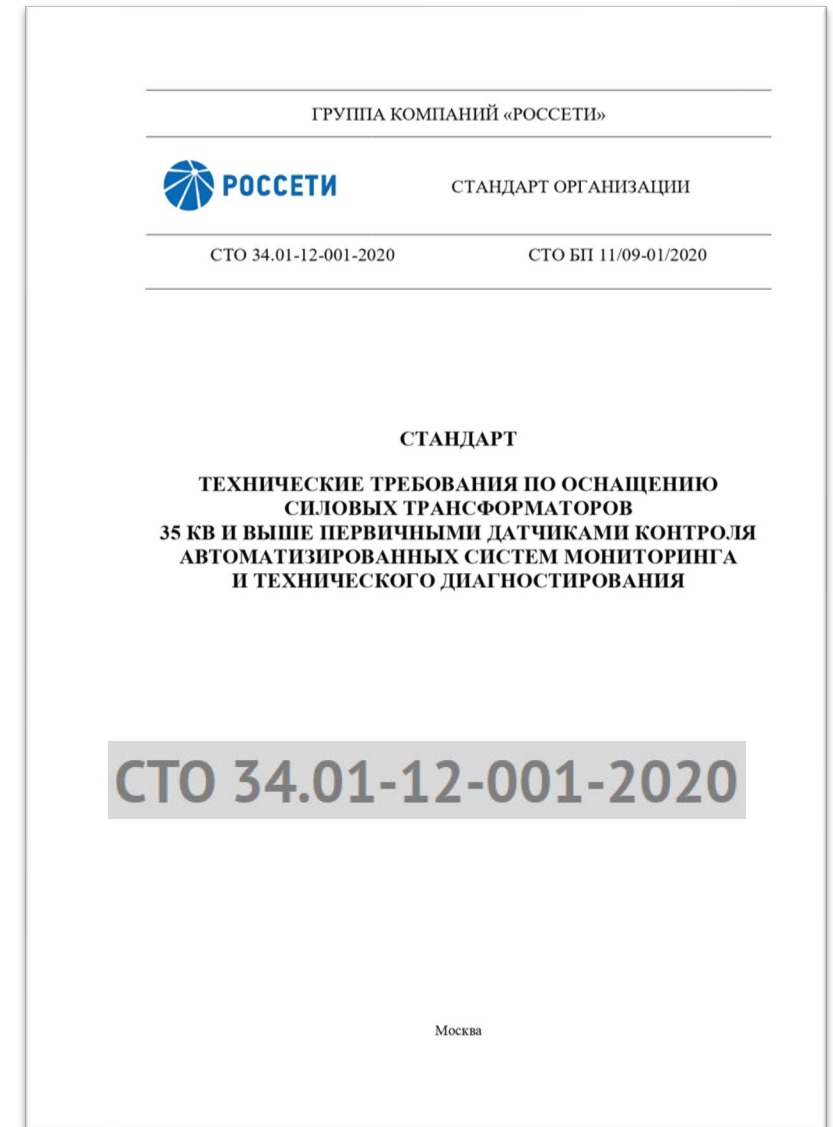 ГРУППА КОМПАНИЙ «РОССЕТИ»
РОССЕТИ
СТАНДАРТ ОРГАНИЗАЦИИ
СТО 34.01-12-001-2020
СТО БП 11/09-01/2020
СТАНДАРТ
ТЕХНИЧЕСКИЕ ТРЕБОВАНИЯ ПО ОСНАЩЕНИЮ
СИЛОВЫХ ТРАНСФОРМАТОРОВ
35 КВ И ВЫШЕ ПЕРВИЧНЫМИ ДАТЧИКАМИ КОНТРОЛЯ
АВТОМАТИЗИРОВАННЫХ СИСТЕМ МОНИТОРИНГА
И ТЕХНИЧЕСКОГО ДИАГНОСТИРОВАНИЯ
СТО 34.01-12-001-2020
Москва